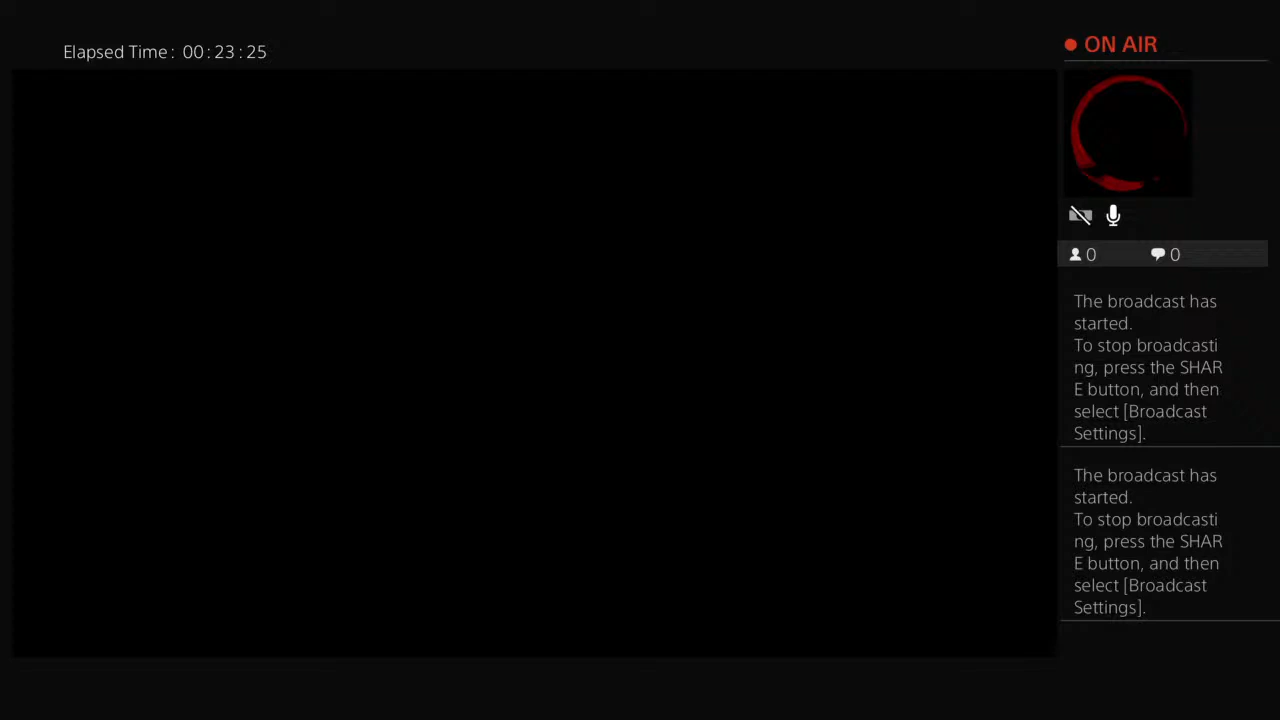 Elapsed Time: 00:23:25
ON AIR
0 0
The broadcast has
started.
To stop broadcasti
ng, press the SHAR
E button, and then
select [Broadcast
Settings].
The broadcast has
started.
To stop broadcasti
ng, press the SHAR
E button, and then
select [Broadcast
Settings].